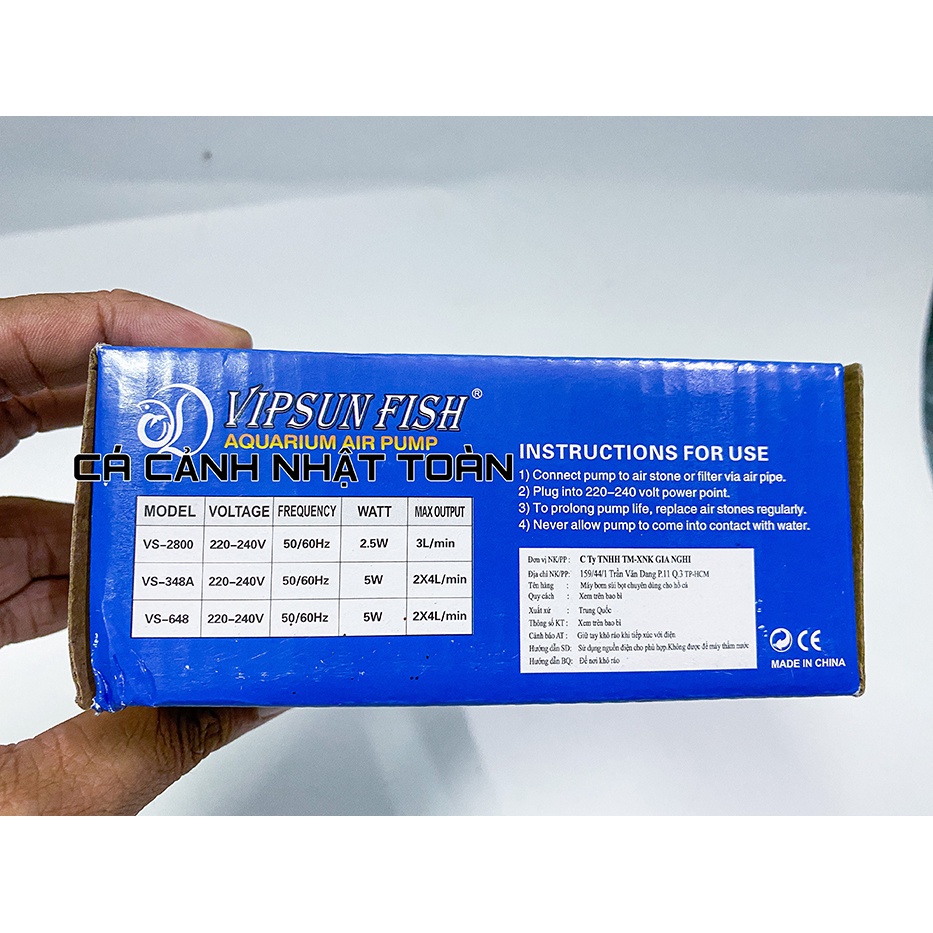 VIPSUN FISH®
AQUARIUM AIR PUMP
CÁ CẢNH NHẬT TOÀN
MODEL VOLTAGE FREQUENCY WATT MAX OUTPUT
VS-2800 220-240V 50/60Hz 2.5W 3L/min
VS-348A 220-240V 50/60Hz 5W 2X4L/min
VS-648 220-240V 50/60Hz 5W 2X4L/min
INSTRUCTIONS FOR USE
1) Connect pump to air stone or filter via air pipe.
2) Plug into 220-240 volt power point.
3) To prolong pump life, replace air stones regularly.
4) Never allow pump to come into contact with water.
Đơn vị NK/PP: C Ty TNHH TM-XNK GIA NGHI
Địa chỉ NK/PP: 159/44/1 Trần Văn Dang P.11 Q.3 TP-HCM
Tên hàng : Máy bơm sủi bọt chuyên dùng cho hồ cá
Quy cách : Xem trên bao bì
Xuất xứ : Trung Quốc
Thông số KT : Xem trên bao bì
Cảnh báo AT : Giữ tay khô ráo khi tiếp xúc với điện
Hướng dẫn SD: Sử dụng nguồn điện cho phù hợp.Không được để máy thấm nước
Hướng dẫn BQ: Để nơi khô ráo
CE
MADE IN CHINA